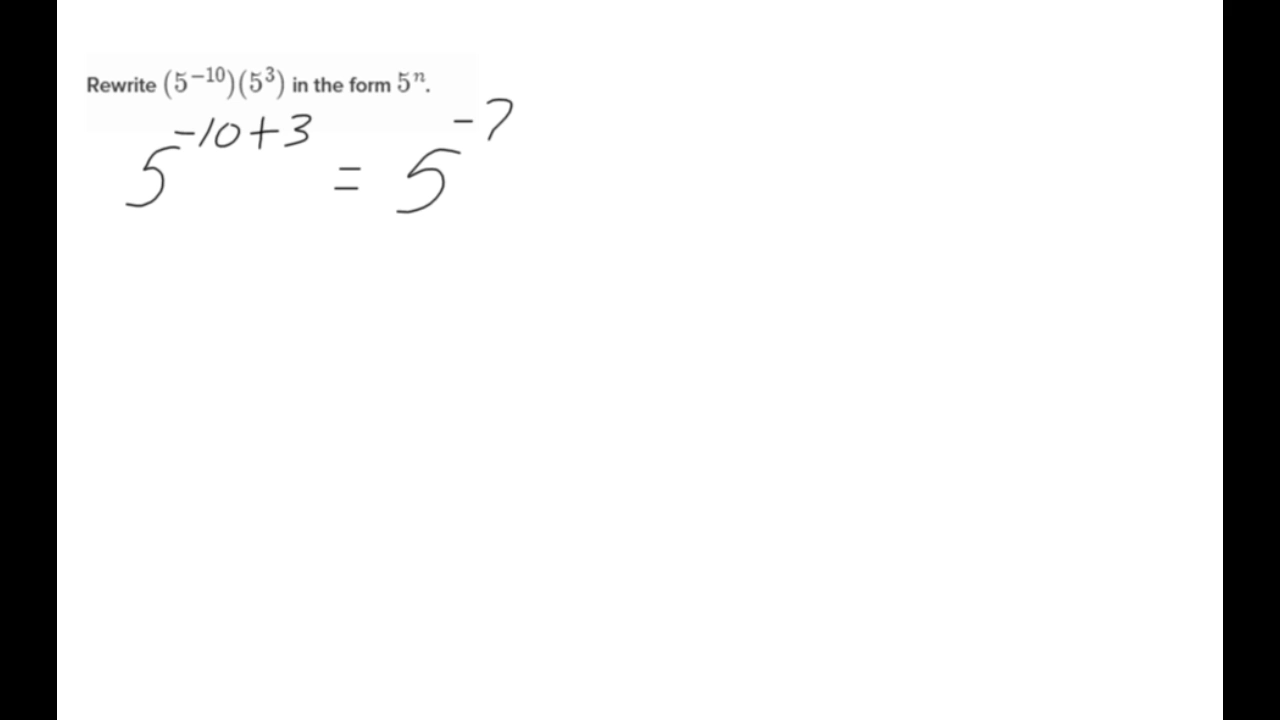 Rewrite (5⁻¹⁰)(5³) in the form 5ⁿ.
5⁻¹⁰⁺³ = 5⁻⁷